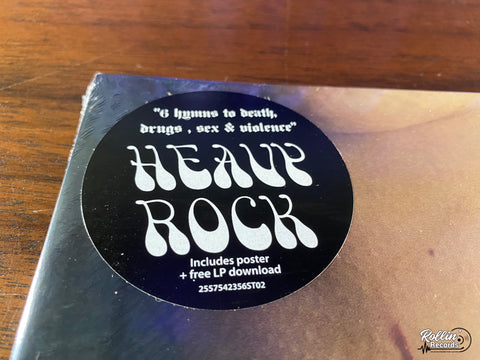 "6 hymns to death,
drugs , sex & violence"
HEAVY
ROCK
Includes poster
+ free LP download
2557542356ST02
Rollin
Records